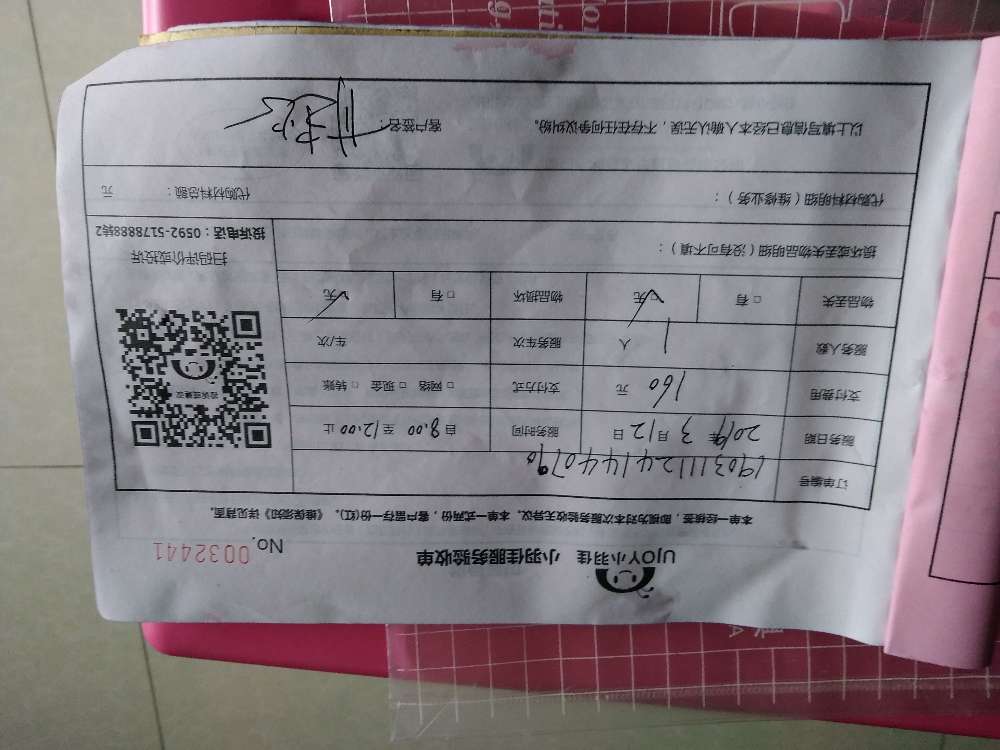 UJOY小羽佳 小羽佳服务验收单
No. 0032441
本单一经核签，即视为对本次服务验收无异议。本单一式两份，客户留存一份(红)。《维保须知》详见背面。
订单编号 190311124144079
服务日期 2019年 3月12日 服务时间 自 8:00 至 12:00 止
支付费用 160 元 支付方式 □ 网络 □ 现金 □ 转账
服务人数 1 人 服务车次 车/次
物品丢失 □ 有 □ 无 物品损坏 □ 有 □ 无
损坏或丢失物品明细（没有可不填）：
投诉或建议
扫码评价或投诉
投诉电话：0592-5178888转2
代购材料明细（维修业务）： 代购材料总额： 元
以上填写信息已经本人确认无误，不存在任何争议纠纷。 客户签名：